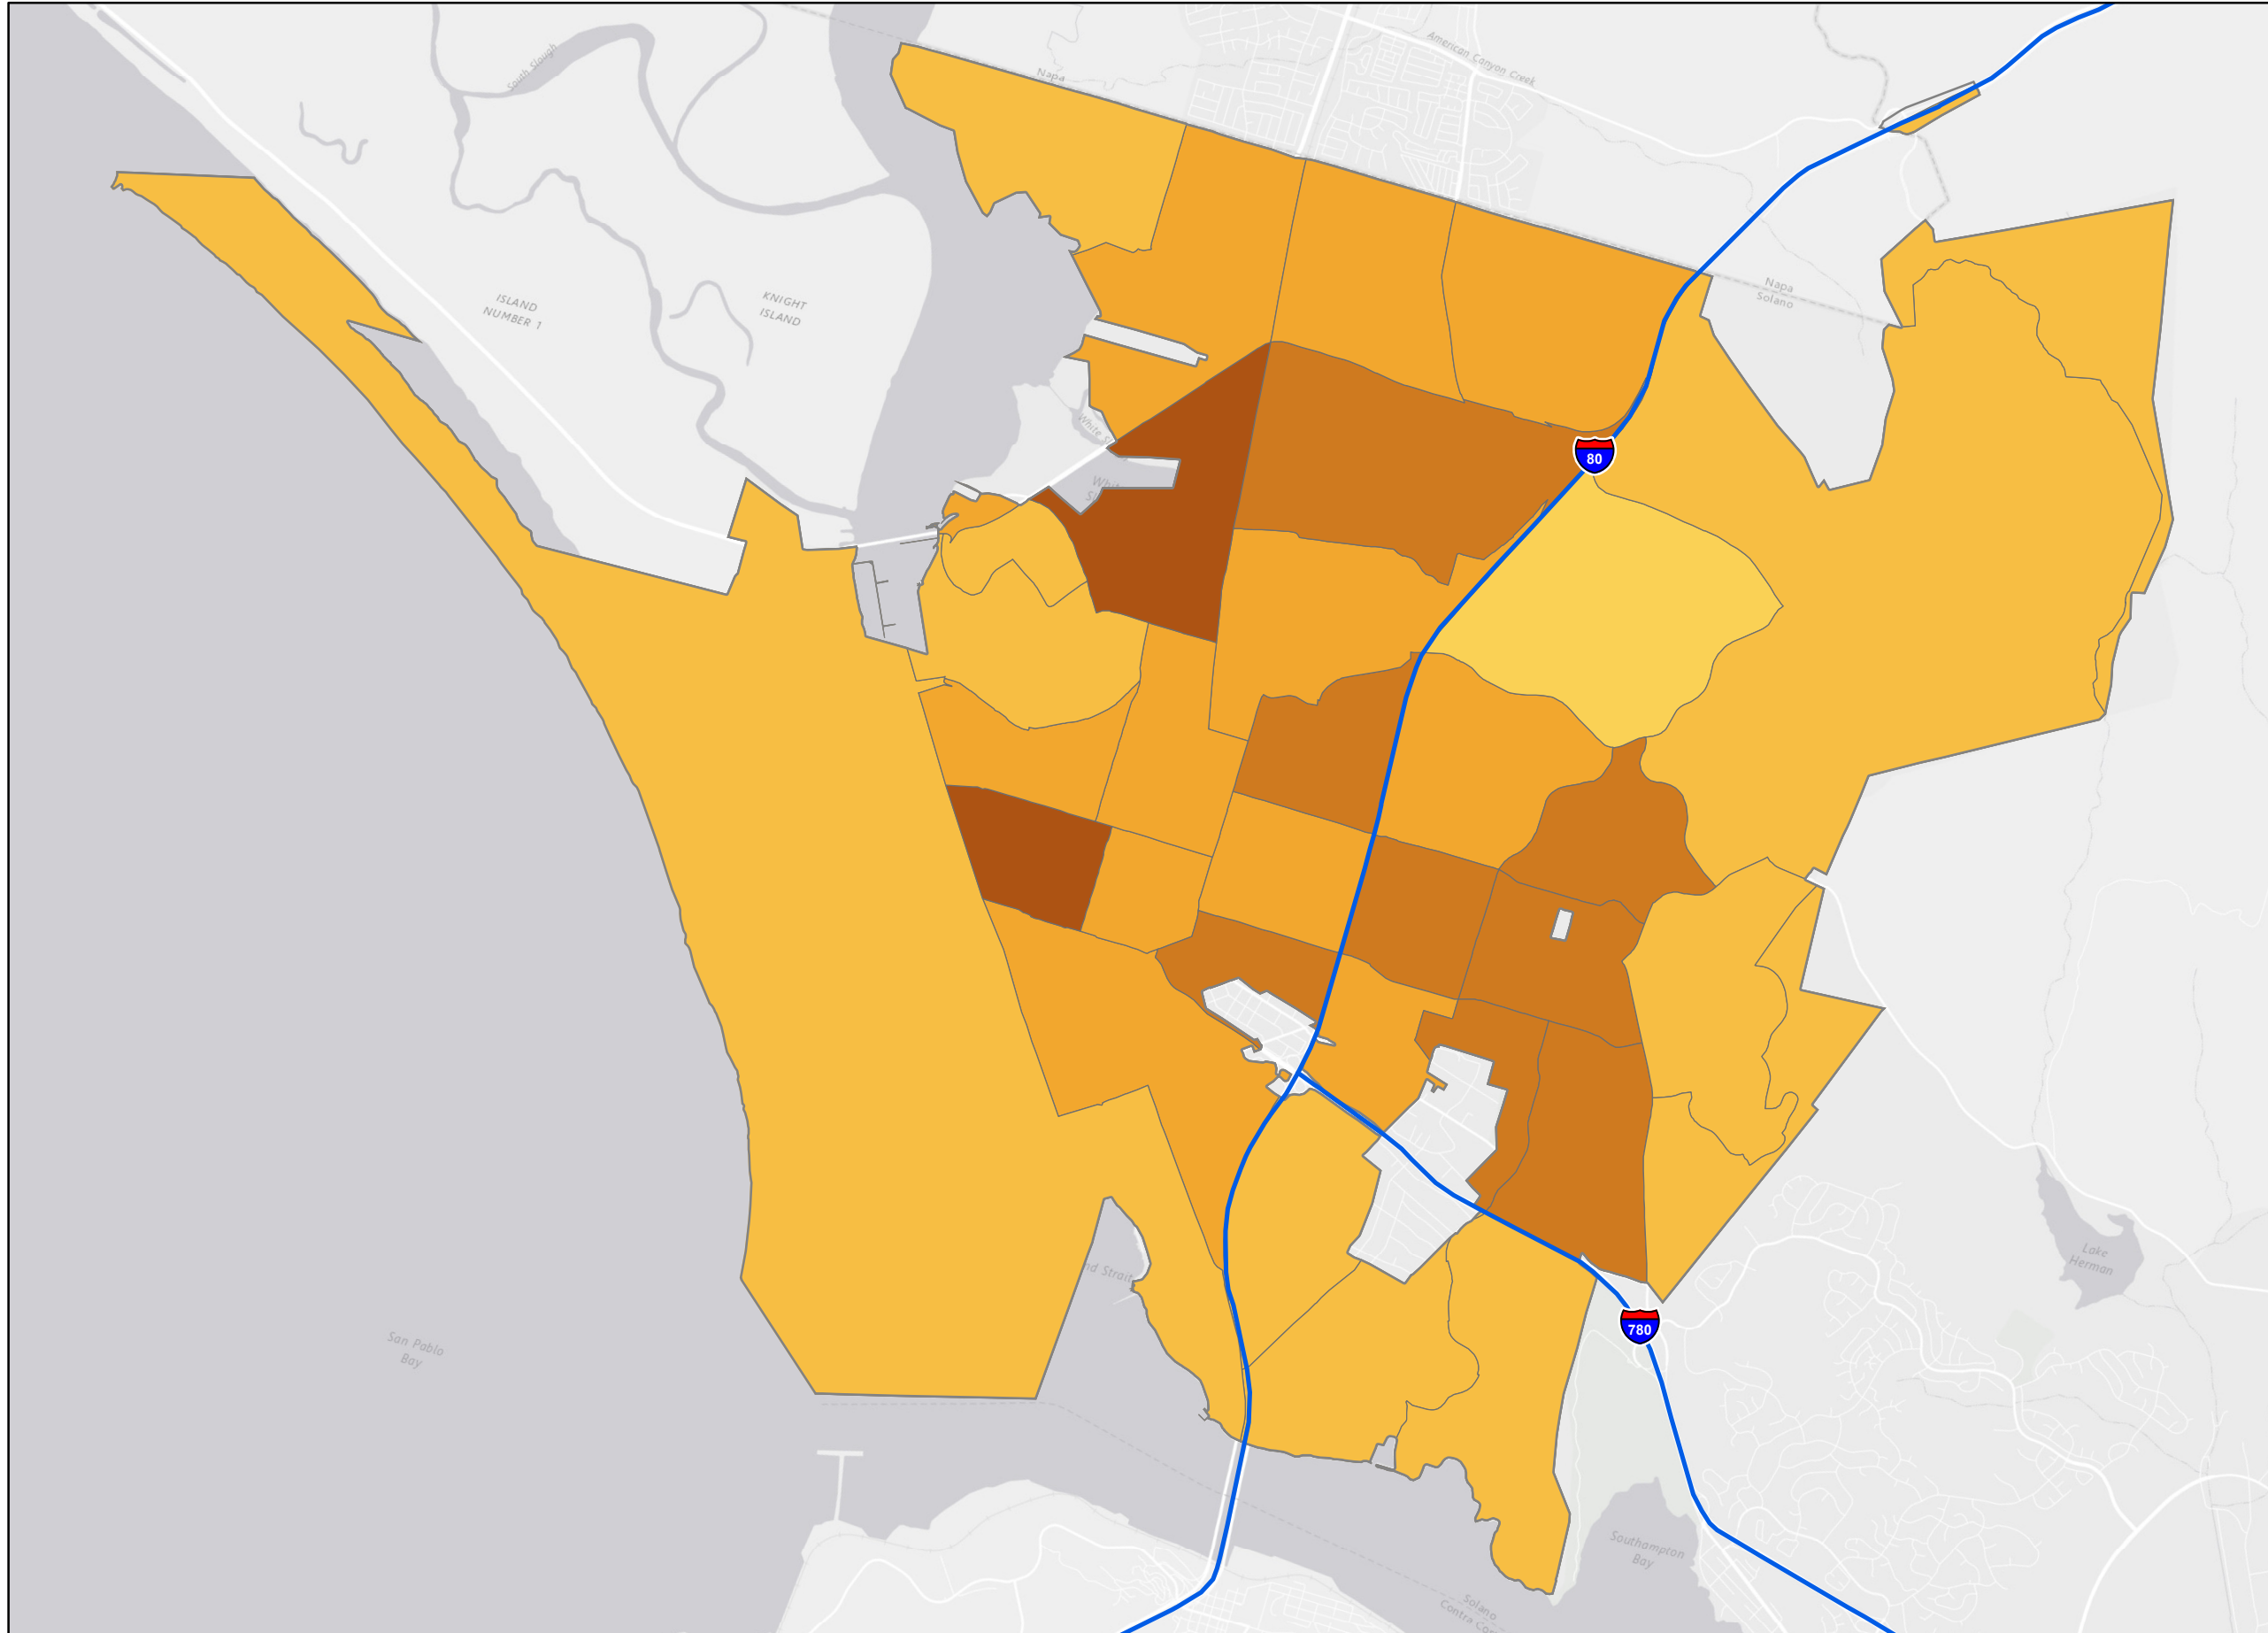 South Slough
Napa
American Canyon Creek
ISLAND
NUMBER 1
KNIGHT
ISLAND
Napa
Solano
White
80
Lake
Herman
San Pablo
Bay
780
Southampton
Bay
Solano